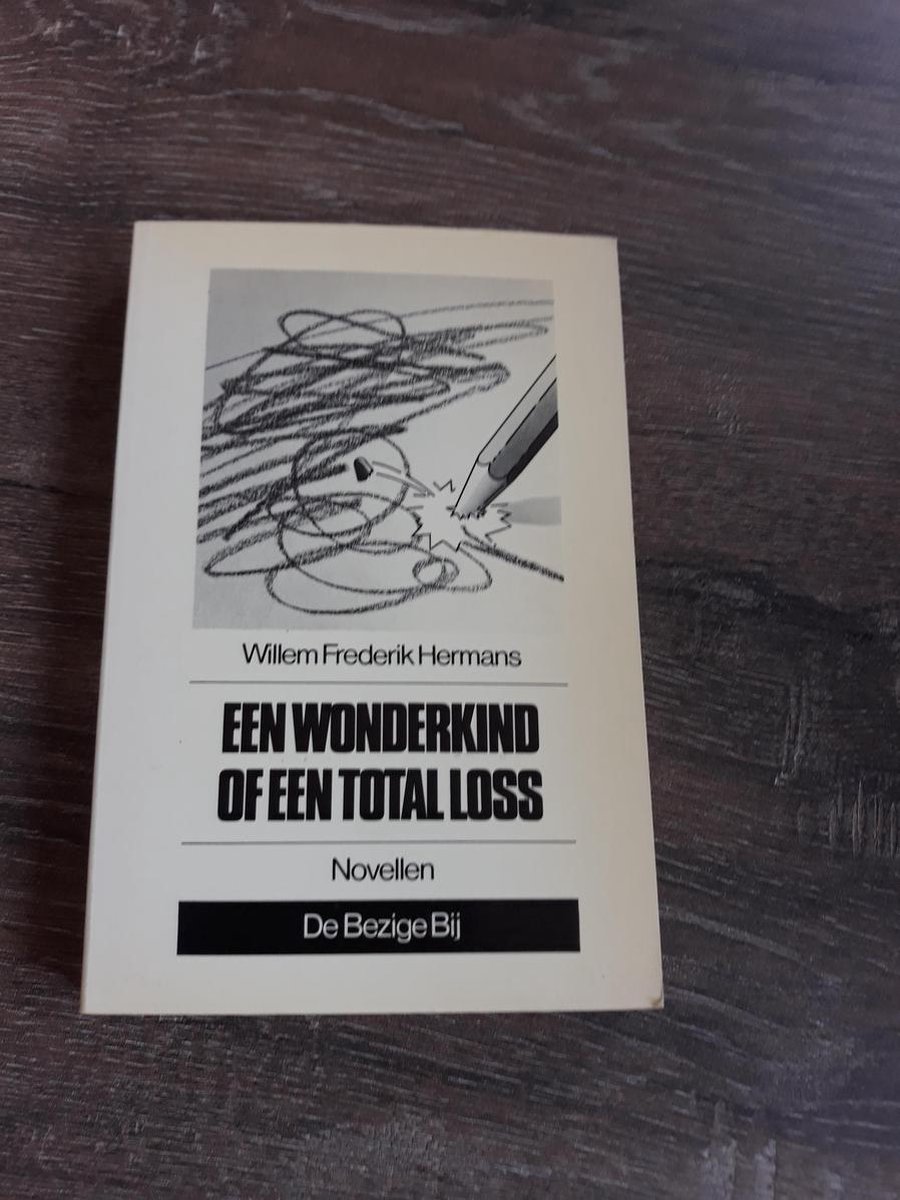 Willem Frederik Hermans
EEN WONDERKIND
OF EEN TOTAL LOSS
Novellen
De Bezige Bij